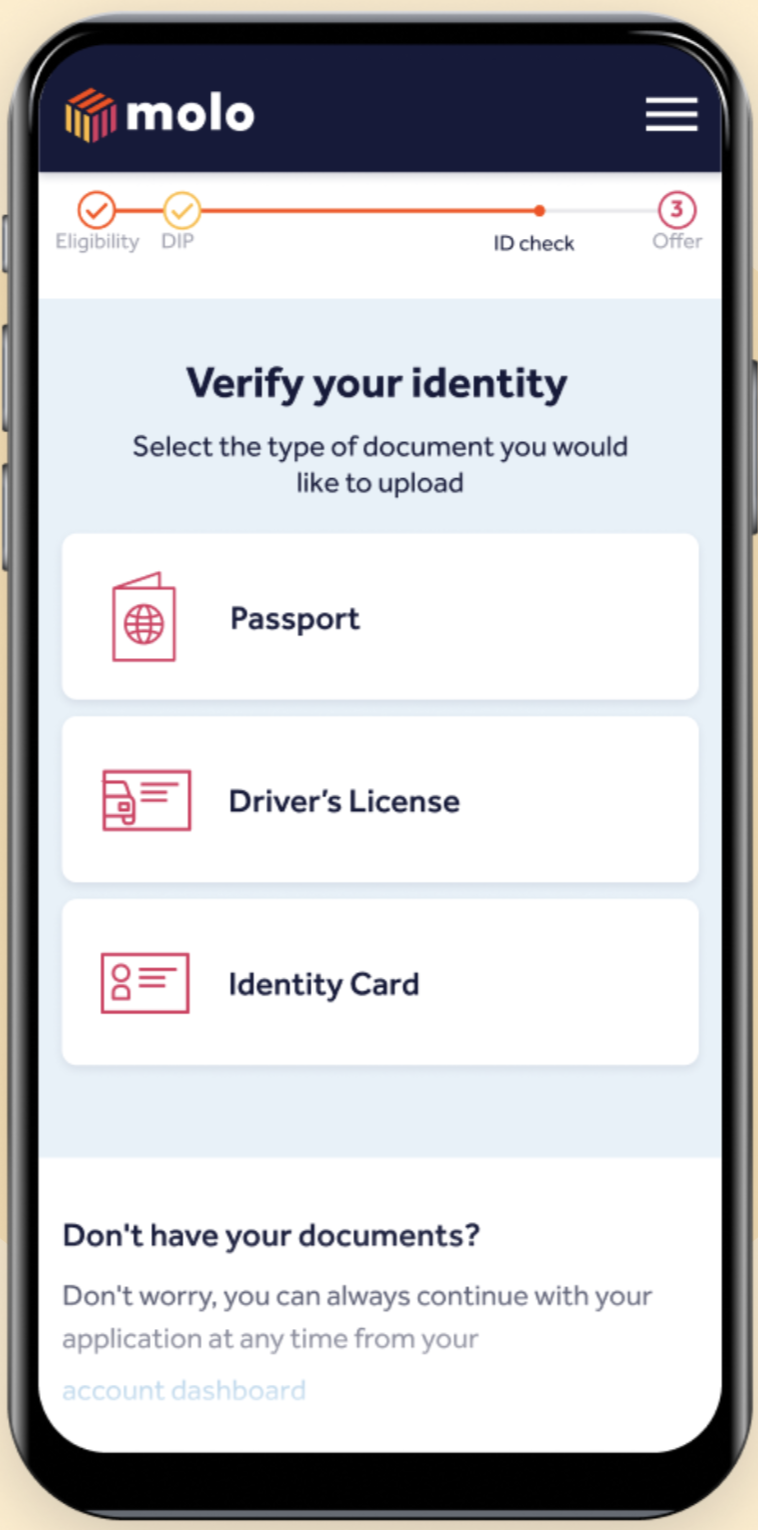 molo
3
Eligibility DIP ID check Offer
Verify your identity
Select the type of document you would
like to upload
Passport
Driver’s License
Identity Card
Don't have your documents?
Don't worry, you can always continue with your
application at any time from your
account dashboard